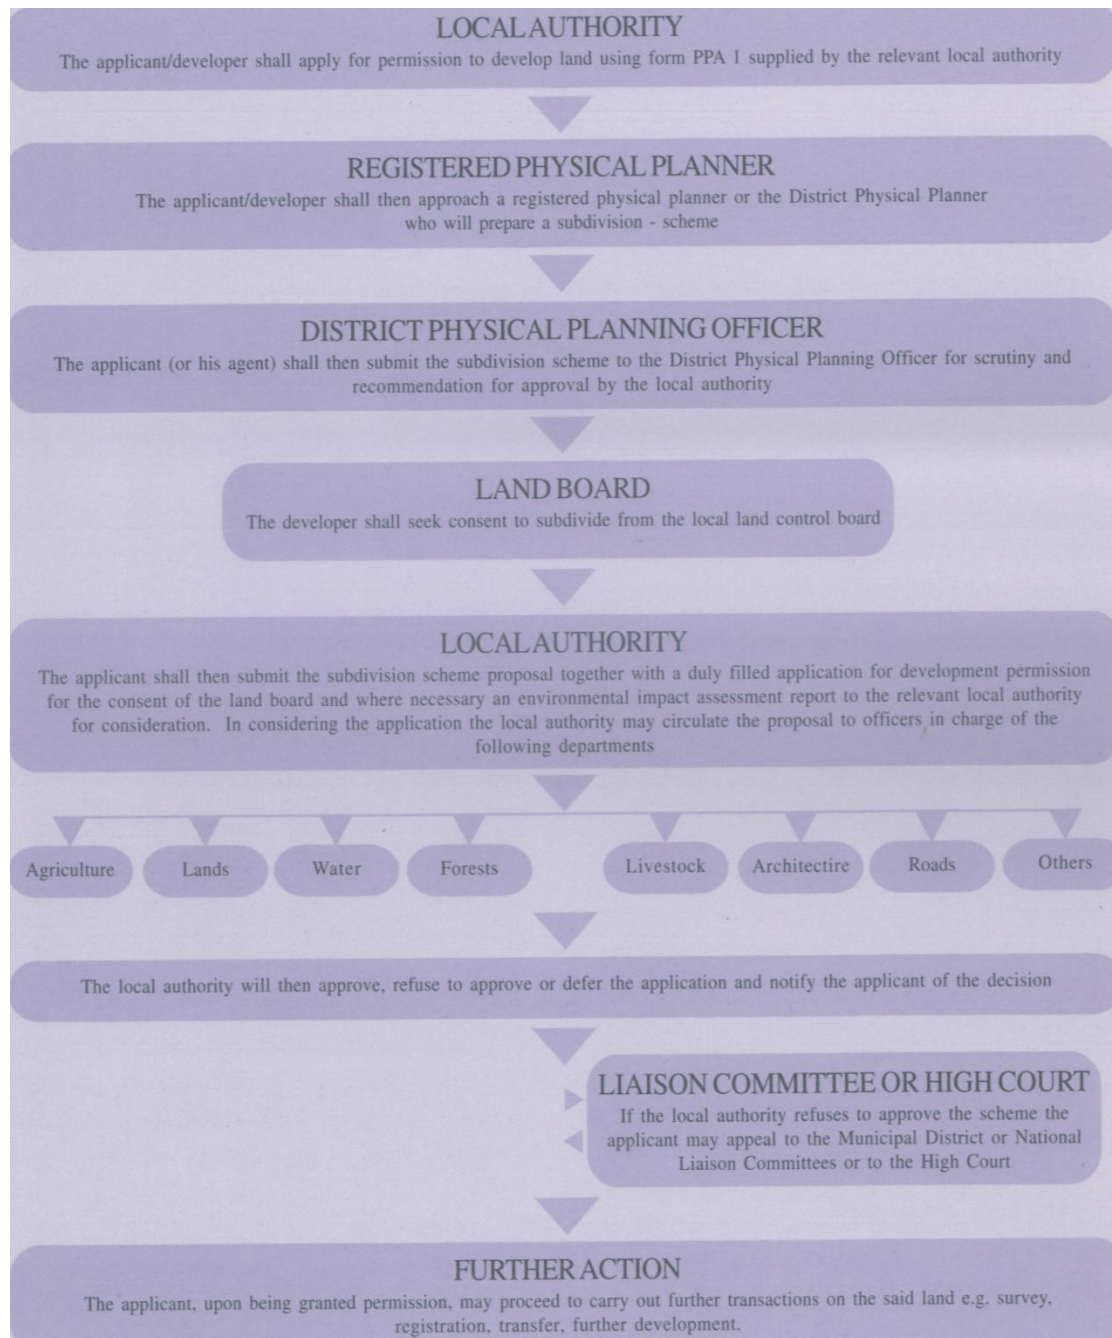 LOCAL AUTHORITY
The applicant/developer shall apply for permission to develop land using form PPA 1 supplied by the relevant local authority
REGISTERED PHYSICAL PLANNER
The applicant/developer shall then approach a registered physical planner or the District Physical Planner
who will prepare a subdivision - scheme
DISTRICT PHYSICAL PLANNING OFFICER
The applicant (or his agent) shall then submit the subdivision scheme to the District Physical Planning Officer for scrutiny and
recommendation for approval by the local authority
LAND BOARD
The developer shall seek consent to subdivide from the local land control board
LOCAL AUTHORITY
The applicant shall then submit the subdivision scheme proposal together with a duly filled application for development permission
for the consent of the land board and where necessary an environmental impact assessment report to the relevant local authority
for consideration. In considering the application the local authority may circulate the proposal to officers in charge of the
following departments
Agriculture Lands Water Forests Livestock Architectire Roads Others
The local authority will then approve, refuse to approve or defer the application and notify the applicant of the decision
LIAISON COMMITTEE OR HIGH COURT
If the local authority refuses to approve the scheme the
applicant may appeal to the Municipal District or National
Liaison Committees or to the High Court
FURTHER ACTION
The applicant, upon being granted permission, may proceed to carry out further transactions on the said land e.g. survey,
registration, transfer, further development.